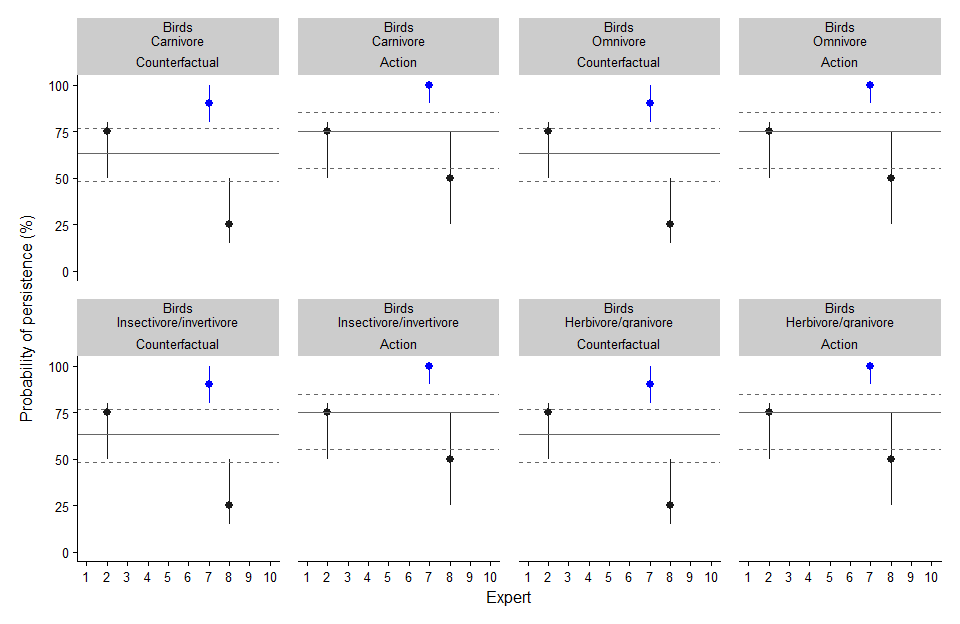 Birds Birds Birds Birds
Carnivore Carnivore Omnivore Omnivore
Counterfactual Action Counterfactual Action
100
75
50
25
0
Probability of persistence (%)
Birds Birds Birds Birds
Insectivore/invertivore Insectivore/invertivore Herbivore/granivore Herbivore/granivore
Counterfactual Action Counterfactual Action
100
75
50
25
0
1 2 3 4 5 6 7 8 9 10 1 2 3 4 5 6 7 8 9 10 1 2 3 4 5 6 7 8 9 10 1 2 3 4 5 6 7 8 9 10
Expert